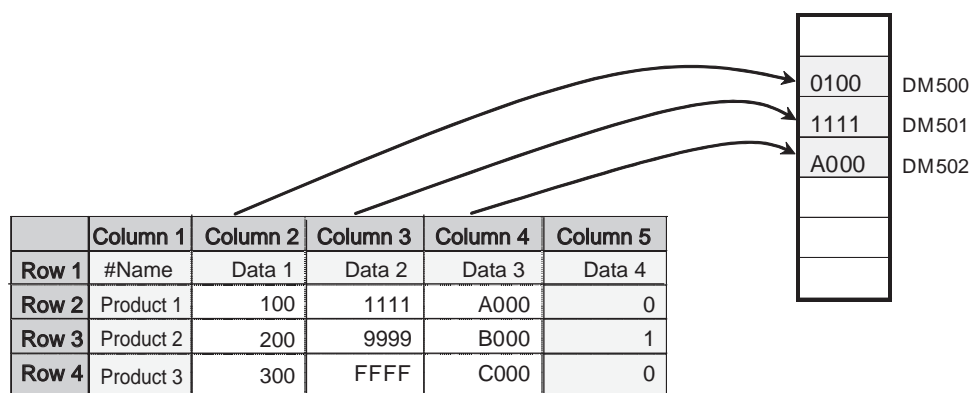 0100 DM500
1111 DM501
A000 DM502
Column 1 Column 2 Column 3 Column 4 Column 5
Row 1 #Name Data 1 Data 2 Data 3 Data 4
Row 2 Product 1 100 1111 A000 0
Row 3 Product 2 200 9999 B000 1
Row 4 Product 3 300 FFFF C000 0